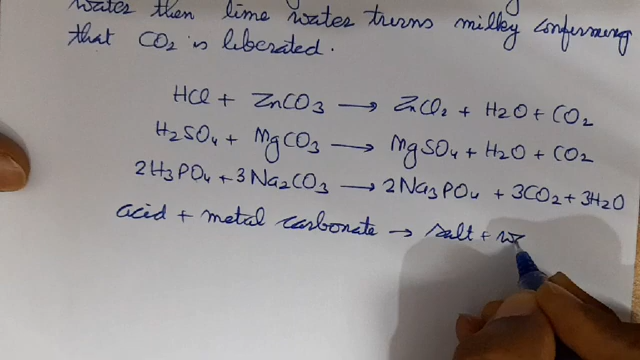 water then lime water turns milky confirming
that CO2 is liberated.
HCl + ZnCO3 → ZnCl2 + H2O + CO2
H2SO4 + MgCO3 → MgSO4 + H2O + CO2
2H3PO4 + 3Na2CO3 → 2Na3PO4 + 3CO2 + 3H2O
acid + metal carbonate → salt + w